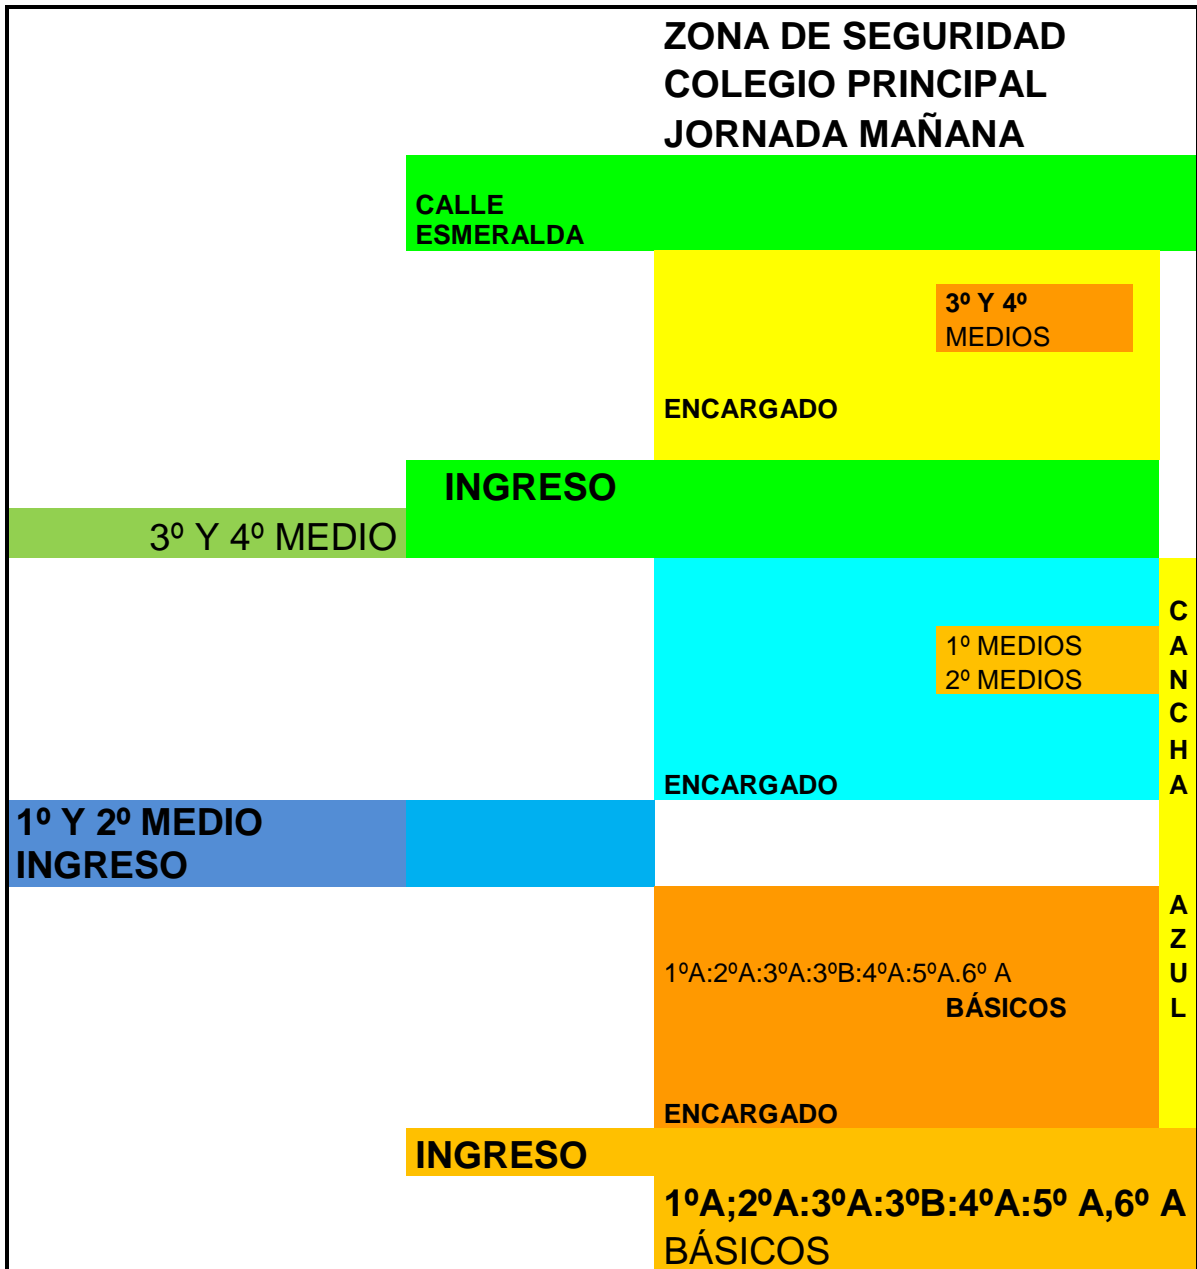 ZONA DE SEGURIDAD
COLEGIO PRINCIPAL
JORNADA MAÑANA
CALLE
ESMERALDA
3º Y 4º
MEDIOS
ENCARGADO
INGRESO
3º Y 4º MEDIO
1º MEDIOS
2º MEDIOS
ENCARGADO
C
A
N
C
H
A
1º Y 2º MEDIO
INGRESO
A
Z
U
L
1ºA:2ºA:3ºA:3ºB:4ºA:5ºA.6º A
BÁSICOS
ENCARGADO
INGRESO
1ºA;2ºA:3ºA:3ºB:4ºA:5º A,6º A
BÁSICOS